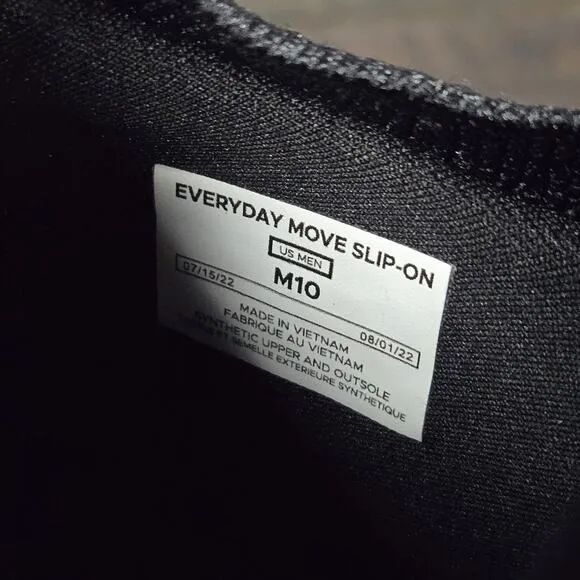 EVERYDAY MOVE SLIP-ON
US MEN
M10
07/15/22 08/01/22
MADE IN VIETNAM
FABRIQUE AU VIETNAM
SYNTHETIC UPPER AND OUTSOLE
ET SEMELLE EXTERIEURE SYNTHETIQUE